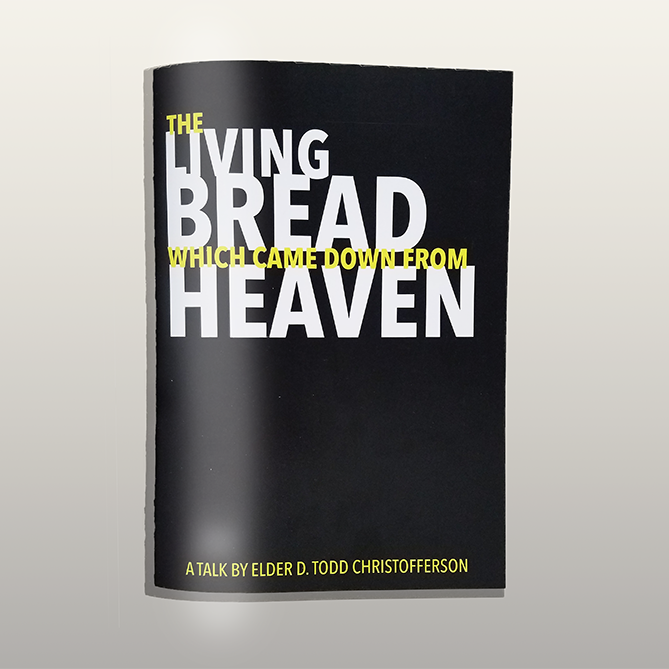 THE
LIVING
BREAD
WHICH CAME DOWN FROM
HEAVEN
A TALK BY ELDER D. TODD CHRISTOFFERSON